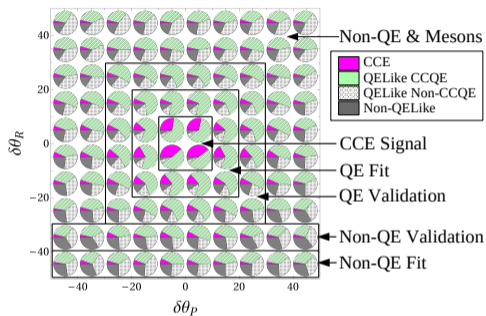 40
20
0
−20
−40
δθR
−40
−20
0
20
40
δθP
Non-QE & Mesons
CCE
QELike CCQE
QELike Non-CCQE
Non-QELike
CCE Signal
QE Fit
QE Validation
Non-QE Validation
Non-QE Fit